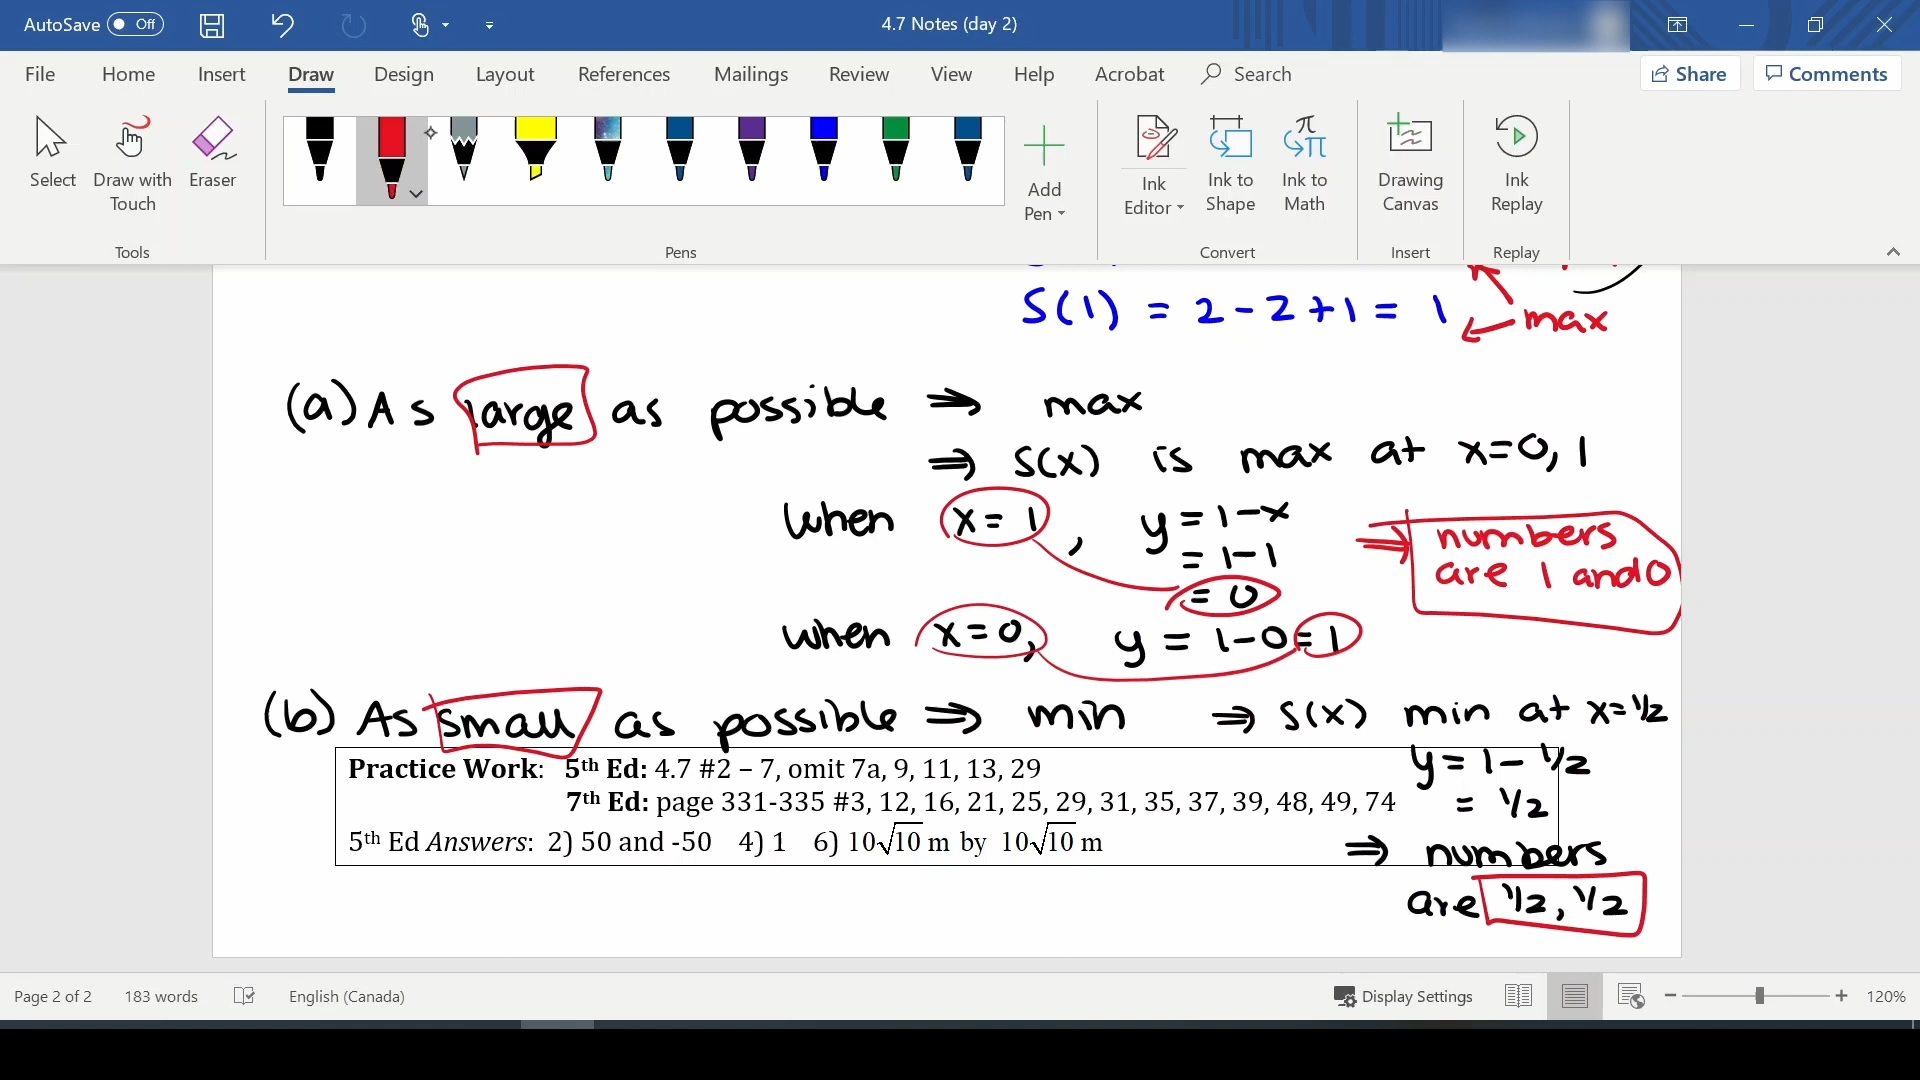 AutoSave Off 4.7 Notes (day 2)
File Home Insert Draw Design Layout References Mailings Review View Help Acrobat Search Share Comments
Select Draw with Touch Eraser Add Pen Ink Editor Ink to Shape Ink to Math Drawing Canvas Ink Replay
Tools Pens Convert Insert Replay
S(1) = 2 - 2 + 1 = 1 max
(a) As large as possible ⇒ max
⇒ S(x) is max at x=0, 1
when x = 1, y = 1 - x
= 1 - 1
= 0
⇒ numbers
are 1 and 0
when x = 0, y = 1 - 0 = 1
(b) As small as possible ⇒ min ⇒ S(x) min at x=1/2
y = 1 - 1/2
= 1/2
⇒ numbers
are 1/2, 1/2
Practice Work: 5th Ed: 4.7 #2 – 7, omit 7a, 9, 11, 13, 29
7th Ed: page 331-335 #3, 12, 16, 21, 25, 29, 31, 35, 37, 39, 48, 49, 74
5th Ed Answers: 2) 50 and -50 4) 1 6) 10√10 m by 10√10 m
Page 2 of 2 183 words English (Canada) Display Settings 120%